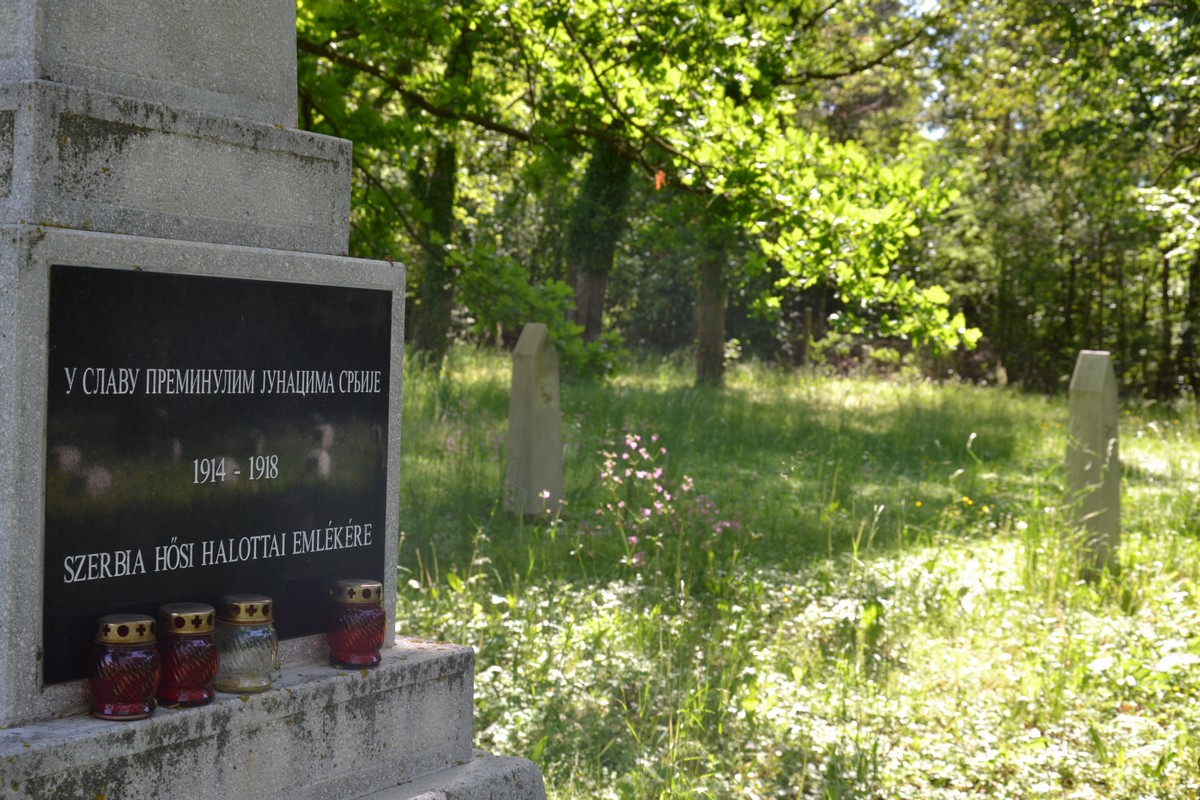 У СЛАВУ ПРЕМИНУЛИМ ЈУНАЦИМА СРБИЈЕ
1914 - 1918
SZERBIA HŐSI HALOTTAI EMLÉKÉRE